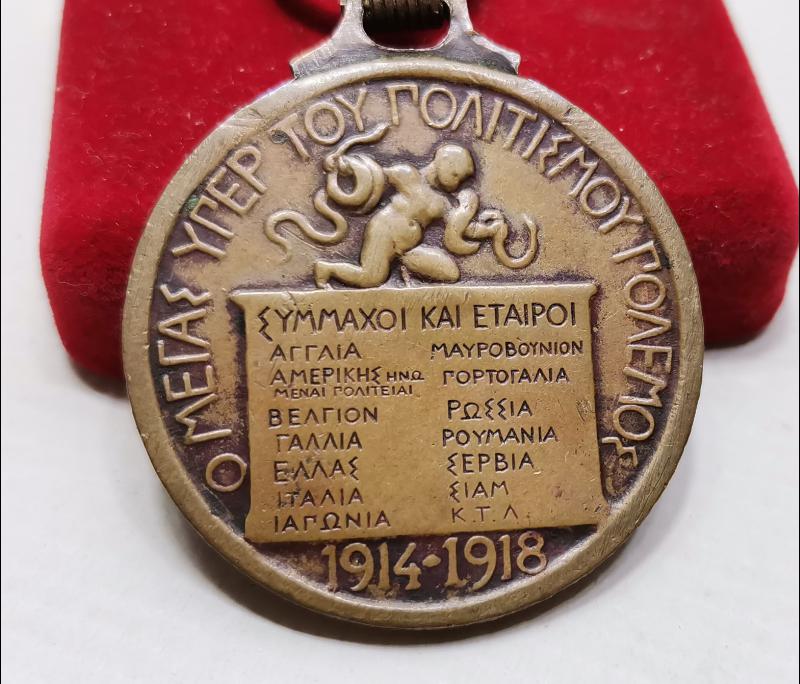 Ο ΜΕΓΑΣ ΥΠΕΡ ΤΟΥ ΠΟΛΙΤΙΣΜΟΥ ΠΟΛΕΜΟΣ
ΣΥΜΜΑΧΟΙ ΚΑΙ ΕΤΑΙΡΟΙ
ΑΓΓΛΙΑ
ΑΜΕΡΙΚΗΣ ΗΝΩ
ΜΕΝΑΙ ΠΟΛΙΤΕΙΑΙ
ΒΕΛΓΙΟΝ
ΓΑΛΛΙΑ
ΕΛΛΑΣ
ΙΤΑΛΙΑ
ΙΑΠΩΝΙΑ
ΜΑΥΡΟΒΟΥΝΙΟΝ
ΠΟΡΤΟΓΑΛΙΑ
ΡΩΣΣΙΑ
ΡΟΥΜΑΝΙΑ
ΣΕΡΒΙΑ
ΣΙΑΜ
Κ.Τ.Λ.
1914·1918